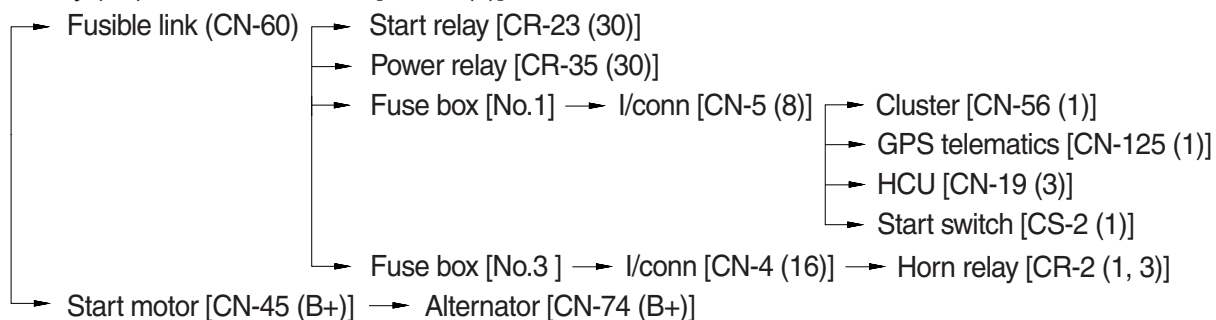 Fusible link (CN-60) Start relay [CR-23 (30)]
Power relay [CR-35 (30)]
Fuse box [No.1] I/conn [CN-5 (8)] Cluster [CN-56 (1)]
GPS telematics [CN-125 (1)]
HCU [CN-19 (3)]
Start switch [CS-2 (1)]
Fuse box [No.3 ] I/conn [CN-4 (16)] Horn relay [CR-2 (1, 3)]
Start motor [CN-45 (B+)] Alternator [CN-74 (B+)]